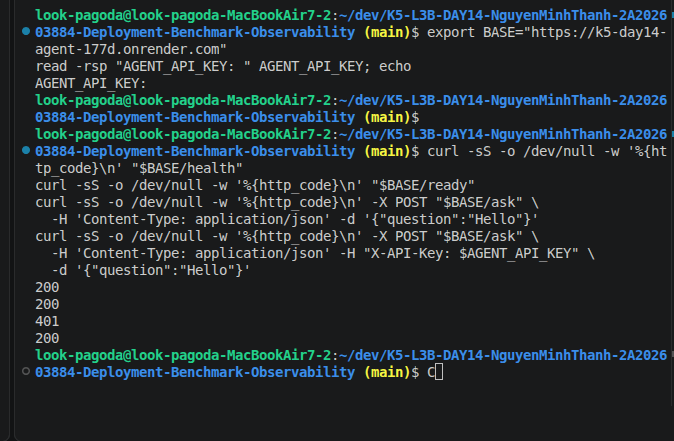 look-pagoda@look-pagoda-MacBookAir7-2:~/dev/K5-L3B-DAY14-NguyenMinhThanh-2A2026
03884-Deployment-Benchmark-Observability (main)$ export BASE="https://k5-day14-
agent-177d.onrender.com"
read -rsp "AGENT_API_KEY: " AGENT_API_KEY; echo
AGENT_API_KEY:
look-pagoda@look-pagoda-MacBookAir7-2:~/dev/K5-L3B-DAY14-NguyenMinhThanh-2A2026
03884-Deployment-Benchmark-Observability (main)$
look-pagoda@look-pagoda-MacBookAir7-2:~/dev/K5-L3B-DAY14-NguyenMinhThanh-2A2026
03884-Deployment-Benchmark-Observability (main)$ curl -sS -o /dev/null -w '%{ht
tp_code}\n' "$BASE/health"
curl -sS -o /dev/null -w '%{http_code}\n' "$BASE/ready"
curl -sS -o /dev/null -w '%{http_code}\n' -X POST "$BASE/ask" \
  -H 'Content-Type: application/json' -d '{"question":"Hello"}'
curl -sS -o /dev/null -w '%{http_code}\n' -X POST "$BASE/ask" \
  -H 'Content-Type: application/json' -H "X-API-Key: $AGENT_API_KEY" \
  -d '{"question":"Hello"}'
200
200
401
200
look-pagoda@look-pagoda-MacBookAir7-2:~/dev/K5-L3B-DAY14-NguyenMinhThanh-2A2026
03884-Deployment-Benchmark-Observability (main)$ C